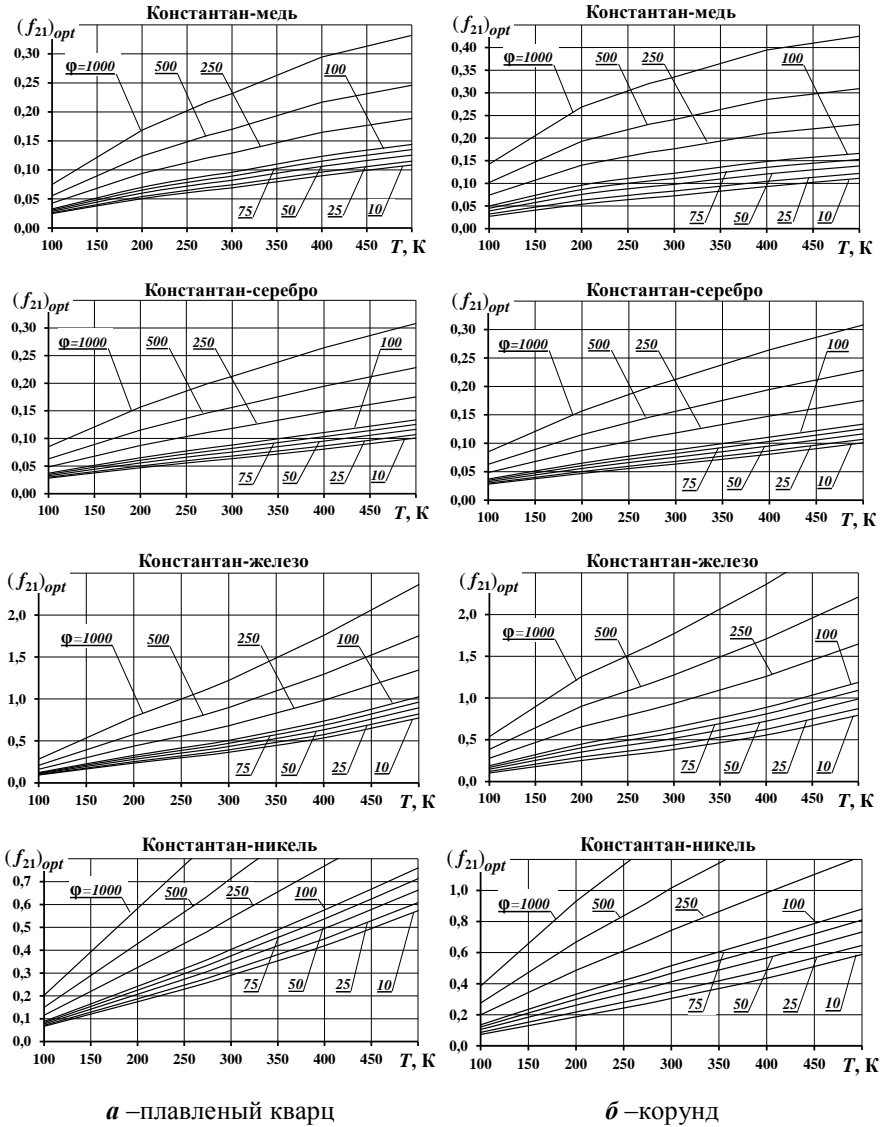 Константан-медь
(f21)opt
0,30
0,25
0,20
0,15
0,10
0,05
0,00
φ=1000
500
250
100
75
50
25
10
100 150 200 250 300 350 400 450
T, К
Константан-медь
(f21)opt
0,40
0,35
0,30
0,25
0,20
0,15
0,10
0,05
0,00
φ=1000
500
250
100
75
50
25
10
100 150 200 250 300 350 400 450
T, К
Константан-серебро
(f21)opt
0,30
0,25
0,20
0,15
0,10
0,05
0,00
φ=1000
500
250
100
75
50
25
10
100 150 200 250 300 350 400 450
T, К
Константан-серебро
(f21)opt
0,30
0,25
0,20
0,15
0,10
0,05
0,00
φ=1000
500
250
100
75
50
25
10
100 150 200 250 300 350 400 450
T, К
Константан-железо
(f21)opt
2,0
1,5
1,0
0,5
0,0
φ=1000
500
250
100
75
50
25
10
100 150 200 250 300 350 400 450
T, К
Константан-железо
(f21)opt
2,0
1,5
1,0
0,5
0,0
φ=1000
500
250
100
75
50
25
10
100 150 200 250 300 350 400 450
T, К
Константан-никель
(f21)opt
0,7
0,6
0,5
0,4
0,3
0,2
0,1
0,0
φ=1000
500
250
100
75
50
25
10
100 150 200 250 300 350 400 450
T, К
Константан-никель
(f21)opt
1,0
0,8
0,6
0,4
0,2
0,0
φ=1000
500
250
100
75
50
25
10
100 150 200 250 300 350 400 450
T, К
а –плавленый кварц
б –корунд